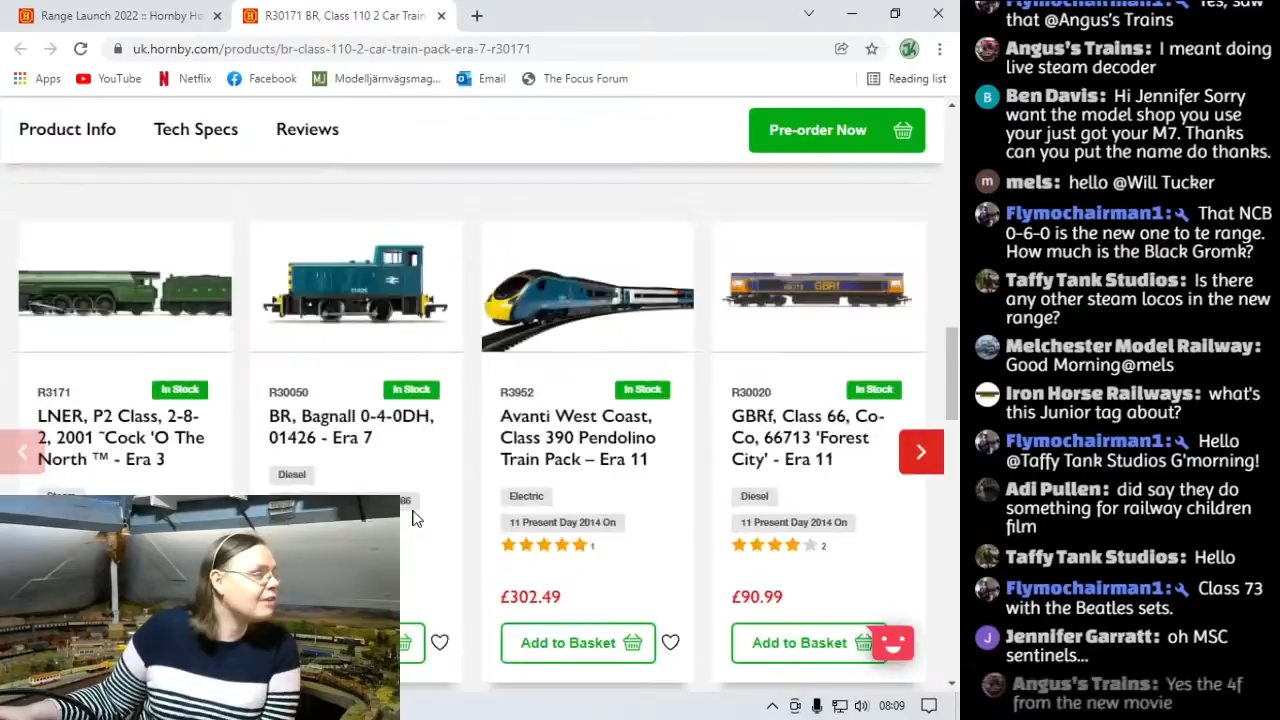 Range Launch 2022 :: Hornby Ho
R30171 BR, Class 110 2 Car Train
uk.hornby.com/products/br-class-110-2-car-train-pack-era-7-r30171
Apps
YouTube
Netflix
Facebook
Modelljärnvägsmag...
Email
The Focus Forum
Reading list
Product Info
Tech Specs
Reviews
Pre-order Now
01426
GBRf
R3171
In Stock
LNER, P2 Class, 2-8-
2, 2001 ˜Cock 'O The
North ™ - Era 3
R30050
In Stock
BR, Bagnall 0-4-0DH,
01426 - Era 7
Diesel
86
R3952
In Stock
Avanti West Coast,
Class 390 Pendolino
Train Pack – Era 11
Electric
11 Present Day 2014 On
1
£302.49
Add to Basket
R30020
In Stock
GBRf, Class 66, Co-
Co, 66713 'Forest
City' - Era 11
Diesel
11 Present Day 2014 On
2
£90.99
Add to Basket
08:09
Flymochairman1: Yes, saw
that @Angus's Trains
Angus's Trains: I meant doing
live steam decoder
B
Ben Davis: Hi Jennifer Sorry
want the model shop you use
your just got your M7. Thanks
can you put the name do thanks.
m
mels: hello @Will Tucker
Flymochairman1: That NCB
0-6-0 is the new one to te range.
How much is the Black Gromk?
Taffy Tank Studios: Is there
any other steam locos in the new
range?
Melchester Model Railway:
Good Morning@mels
Iron Horse Railways: what's
this Junior tag about?
Flymochairman1: Hello
@Taffy Tank Studios G'morning!
Adi Pullen: did say they do
something for railway children
film
Taffy Tank Studios: Hello
Flymochairman1: Class 73
with the Beatles sets.
J
Jennifer Garratt: oh MSC
sentinels...
Angus's Trains: Yes the 4f
from the new movie